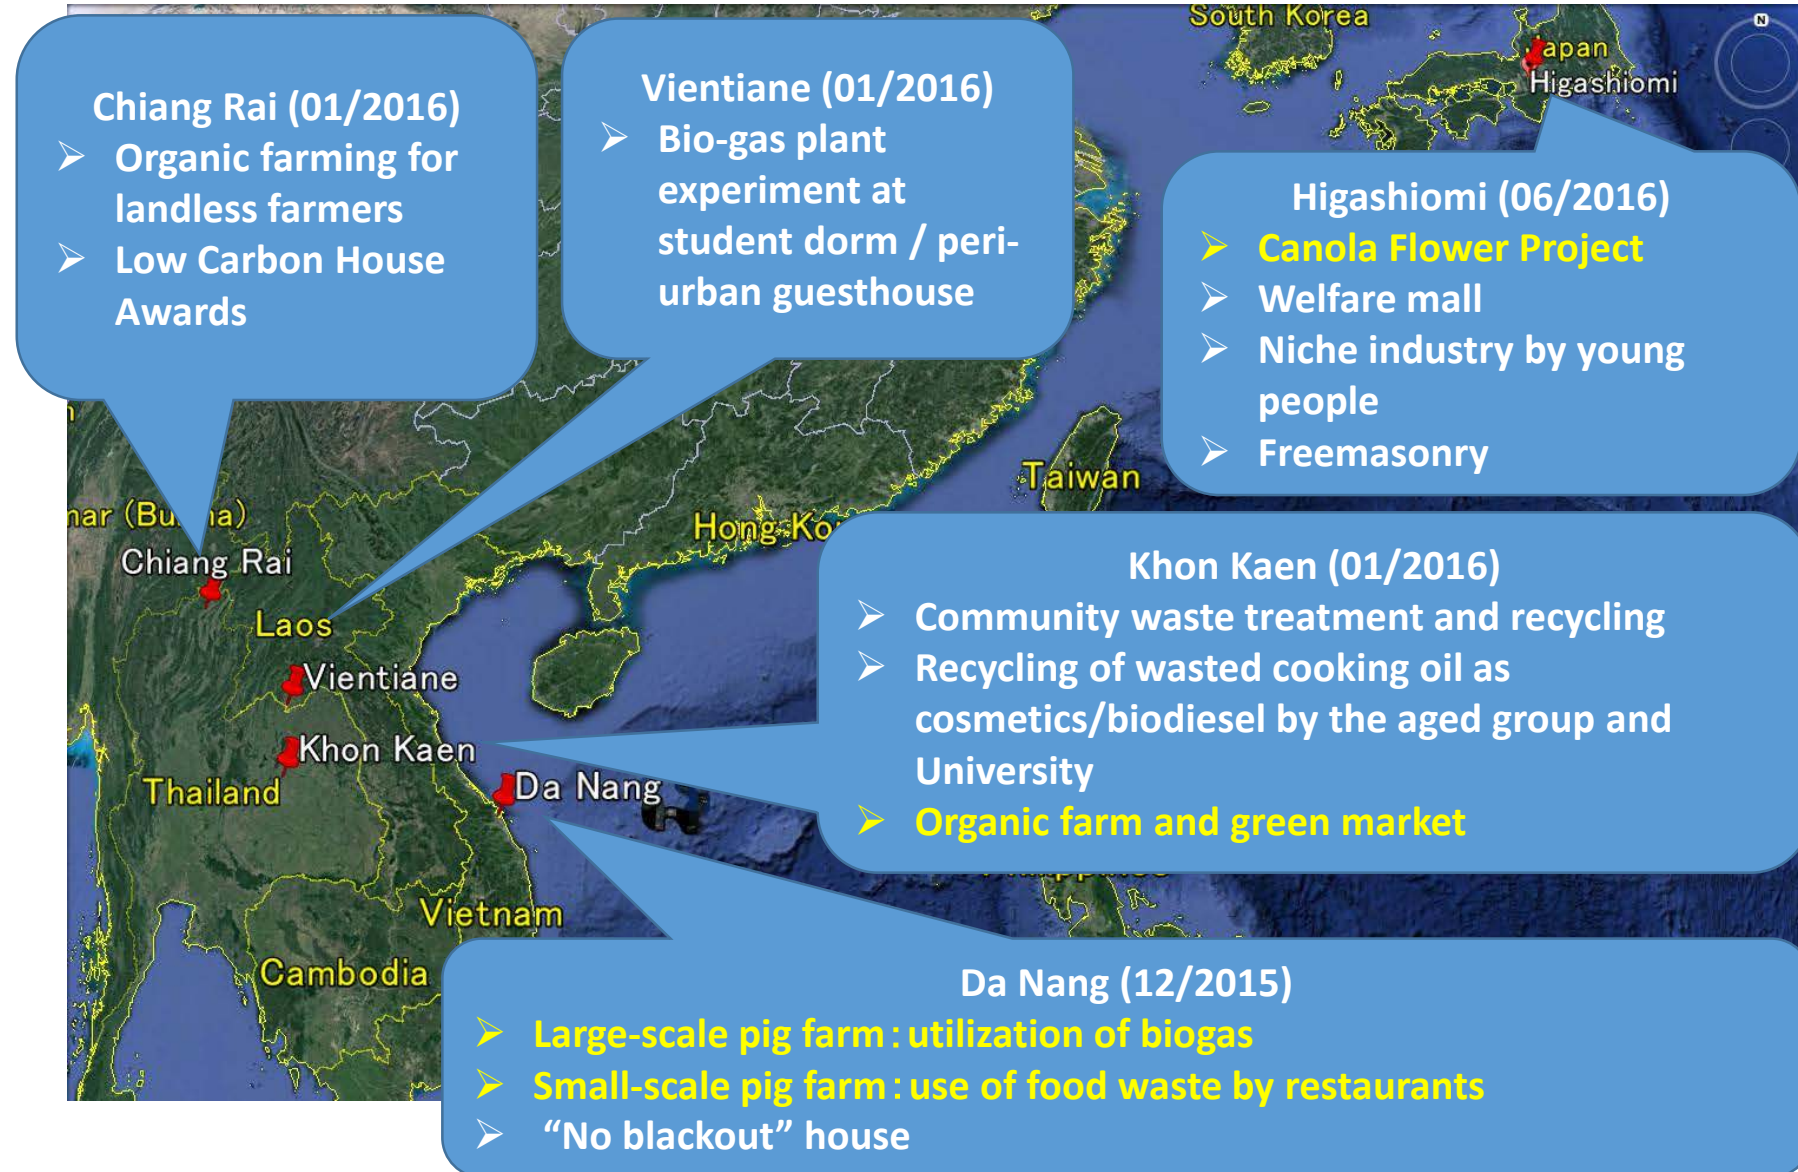 South Korea
Japan
Higashiomi
N
Chiang Rai (01/2016)
➢ Organic farming for
landless farmers
➢ Low Carbon House
Awards
Vientiane (01/2016)
➢ Bio-gas plant
experiment at
student dorm / peri-
urban guesthouse
Higashiomi (06/2016)
➢ Canola Flower Project
➢ Welfare mall
➢ Niche industry by young
people
➢ Freemasonry
Taiwan
Hong Ko
mar (Bu ma)
Chiang Rai
Laos
Vientiane
Khon Kaen
Thailand
Da Nang
Khon Kaen (01/2016)
➢ Community waste treatment and recycling
➢ Recycling of wasted cooking oil as
cosmetics/biodiesel by the aged group and
University
➢ Organic farm and green market
Vietnam
Cambodia
Da Nang (12/2015)
➢ Large-scale pig farm：utilization of biogas
➢ Small-scale pig farm：use of food waste by restaurants
➢ “No blackout” house